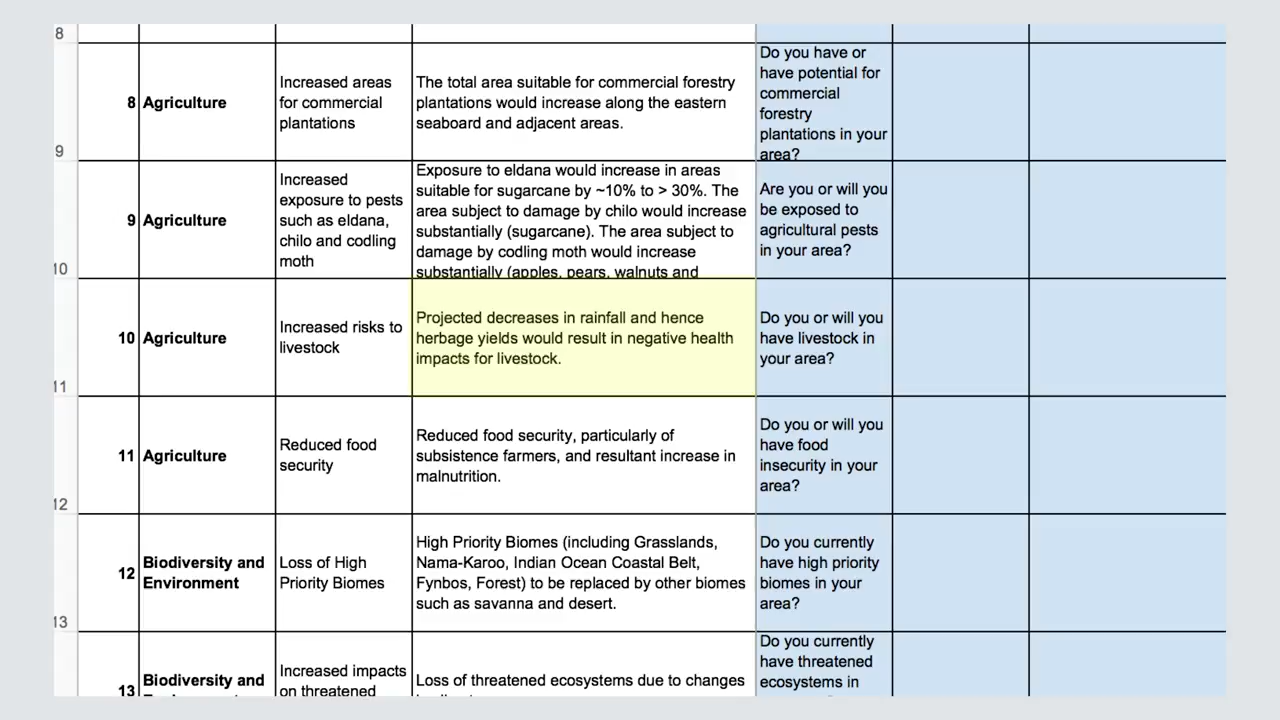 8
8
Agriculture
Increased areas
for commercial
plantations
The total area suitable for commercial forestry
plantations would increase along the eastern
seaboard and adjacent areas.
Do you have or
have potential for
commercial
forestry
plantations in your
area?
9
9
Agriculture
Increased
exposure to pests
such as eldana,
chilo and codling
moth
Exposure to eldana would increase in areas
suitable for sugarcane by ~10% to > 30%. The
area subject to damage by chilo would increase
substantially (sugarcane). The area subject to
damage by codling moth would increase
substantially (apples, pears, walnuts and
Are you or will you
be exposed to
agricultural pests
in your area?
10
10
Agriculture
Increased risks to
livestock
Projected decreases in rainfall and hence
herbage yields would result in negative health
impacts for livestock.
Do you or will you
have livestock in
your area?
11
11
Agriculture
Reduced food
security
Reduced food security, particularly of
subsistence farmers, and resultant increase in
malnutrition.
Do you or will you
have food
insecurity in your
area?
12
12
Biodiversity and
Environment
Loss of High
Priority Biomes
High Priority Biomes (including Grasslands,
Nama-Karoo, Indian Ocean Coastal Belt,
Fynbos, Forest) to be replaced by other biomes
such as savanna and desert.
Do you currently
have high priority
biomes in your
area?
13
13
Biodiversity and
Increased impacts
on threatened
Loss of threatened ecosystems due to changes
Do you currently
have threatened
ecosystems in